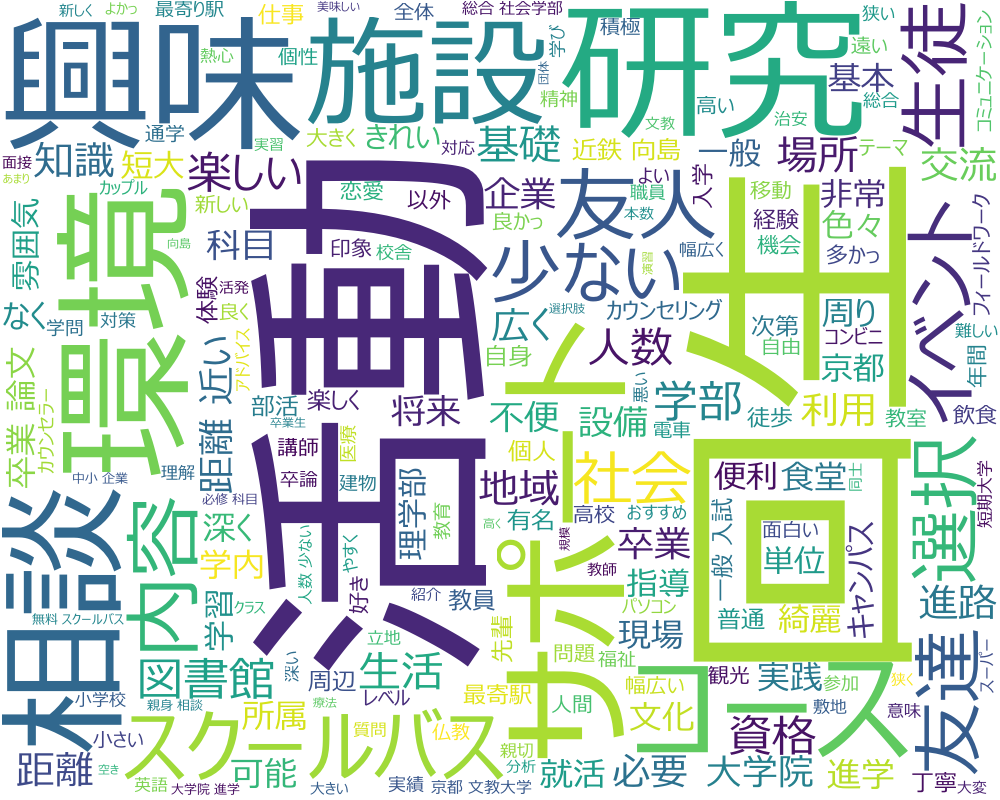 新しく
よかっ
最寄り駅
仕事
美味しい
全体
総合 社会学部
学び
積極
狭い
コミュニケーション
興味
施設
研究
生徒
熱心
個性
団体
精神
高い
基本
遠い
総合
文教
治安
通学
大きく
きれい
基礎
近鉄 向島
一般
場所
テーマ
交流
面接
あまり
知識
短大
実習
対応
楽しい
恋愛
以外
企業
友人
よい
職員
入学
移動
非常
カップル
新しい
良かっ
本数
経験
色々
雰囲気
環境
向島
科目
印象
校舎
活動
少ない
幅広く
演習
機会
多かっ
フィールドワーク
イベント
なく
学問
対策
体験
活発
良く
アドバイス
広く
選択肢
カウンセリング
次第
周り
コンビニ
難しい
年間
自身
人数
自由
京都
卒業 論文
カウンセラー
近い
距離
部活
楽しく
卒業生
将来
不便
設備
悪い
学部
電車
徒歩
利用
教室
飲食
中小 企業
理解
講師
医療
個人
社会
生
回
便利
食堂
同士
選択
短期大学
必修 科目
卒論
建物
理学部
教育
地域
有名
高校
おすすめ
一般 入試
面白い
単位
キャンパス
相談
内容
深く
高く
規模
サポート
卒業
学内
クラス
人数 少ない
やすく
好き
紹介
教員
教師
指導
パソコン
普通
綺麗
進路
無料 スクールバス
学習
立地
先輩
現場
コース
友達
スーパー
図書館
深い
周辺
生活
問題
福祉
観光
実践
参加
狭く
小学校
親身 相談
療法
レベル
最寄駅
人間
幅広い
敷地
意味
小さい
スクールバス
所属
質問
仏教
親切
文化
資格
距離
空き
英語
可能
大学院 進学
大きい
実績
京都 文教大学
分析
就活
必要
大学院
進学
丁寧
大変